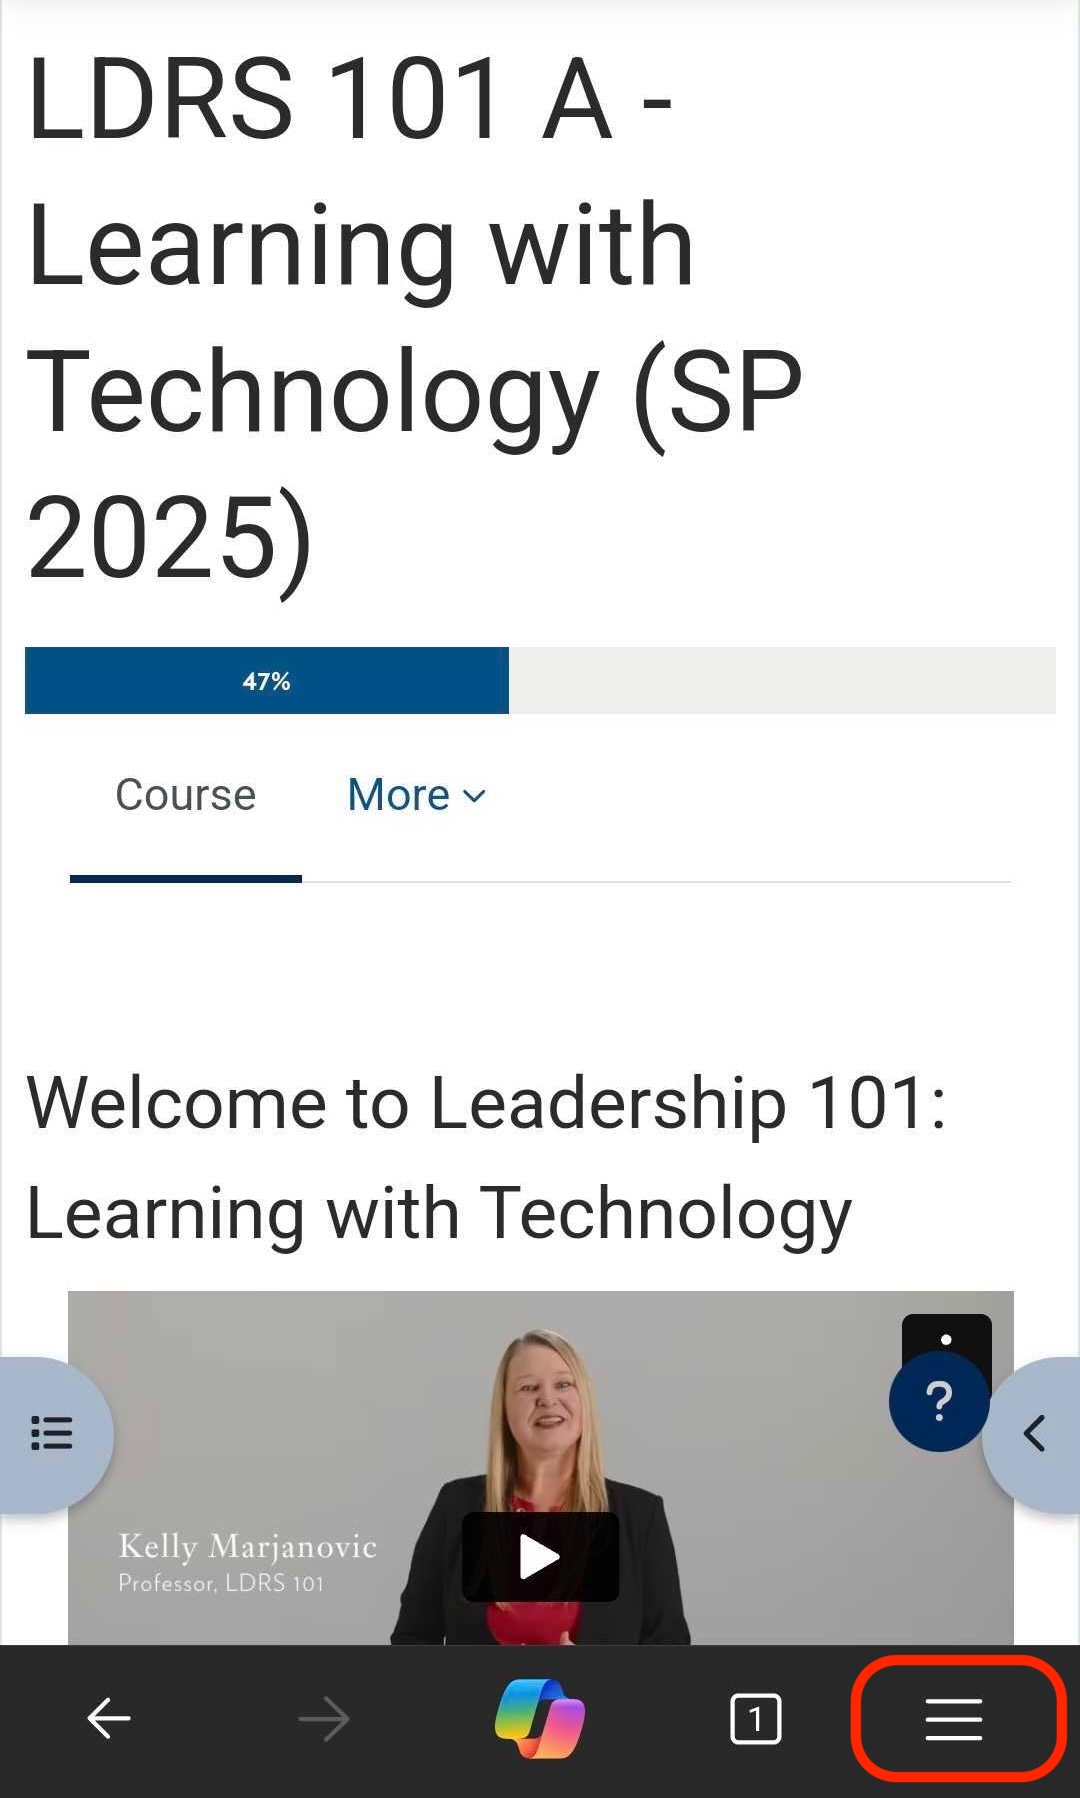 LDRS 101 A -
Learning with
Technology (SP
2025)
47%
Course More
Welcome to Leadership 101:
Learning with Technology
?
Kelly Marjanovic
Professor, LDRS 101
1